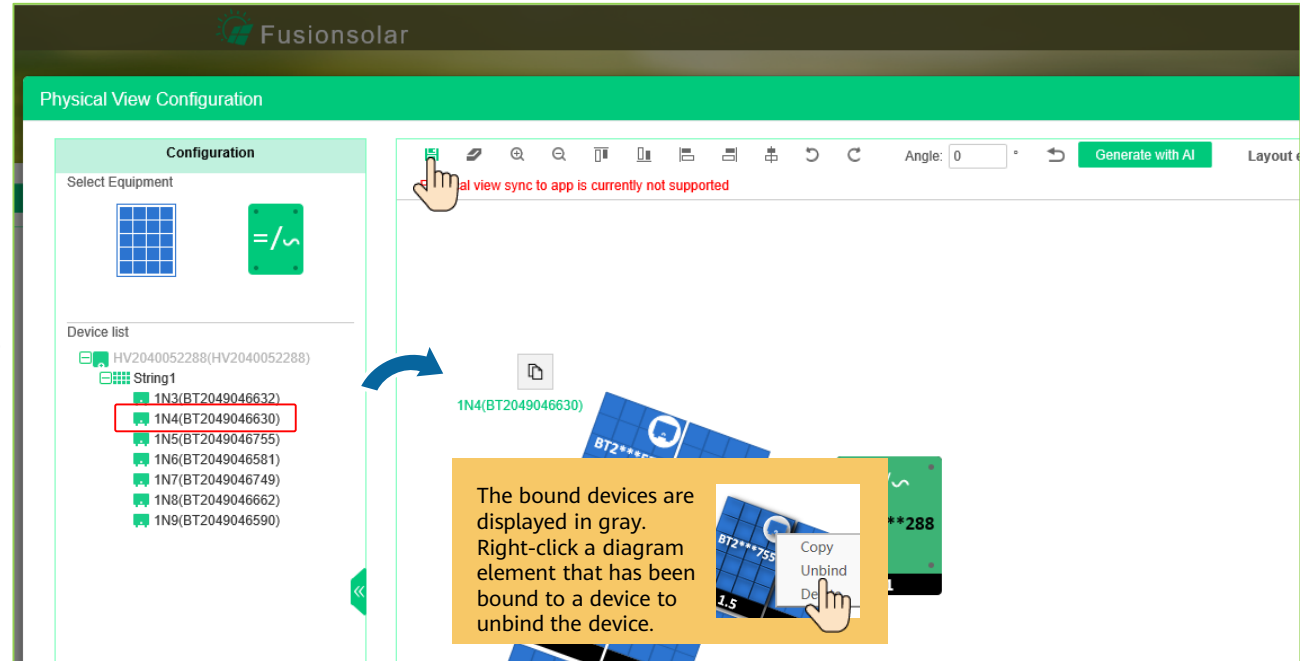 Fusionsolar
Physical View Configuration
Configuration
Select Equipment
Angle: 0 °
Generate with AI
Layout
al view sync to app is currently not supported
Device list
HV2040052288(HV2040052288)
String1
1N3(BT2049046632)
1N4(BT2049046630)
1N5(BT2049046755)
1N6(BT2049046581)
1N7(BT2049046749)
1N8(BT2049046662)
1N9(BT2049046590)
1N4(BT2049046630)
**288
The bound devices are
displayed in gray.
Right-click a diagram
element that has been
bound to a device to
unbind the device.
BT2***755
1.5
Copy
Unbind